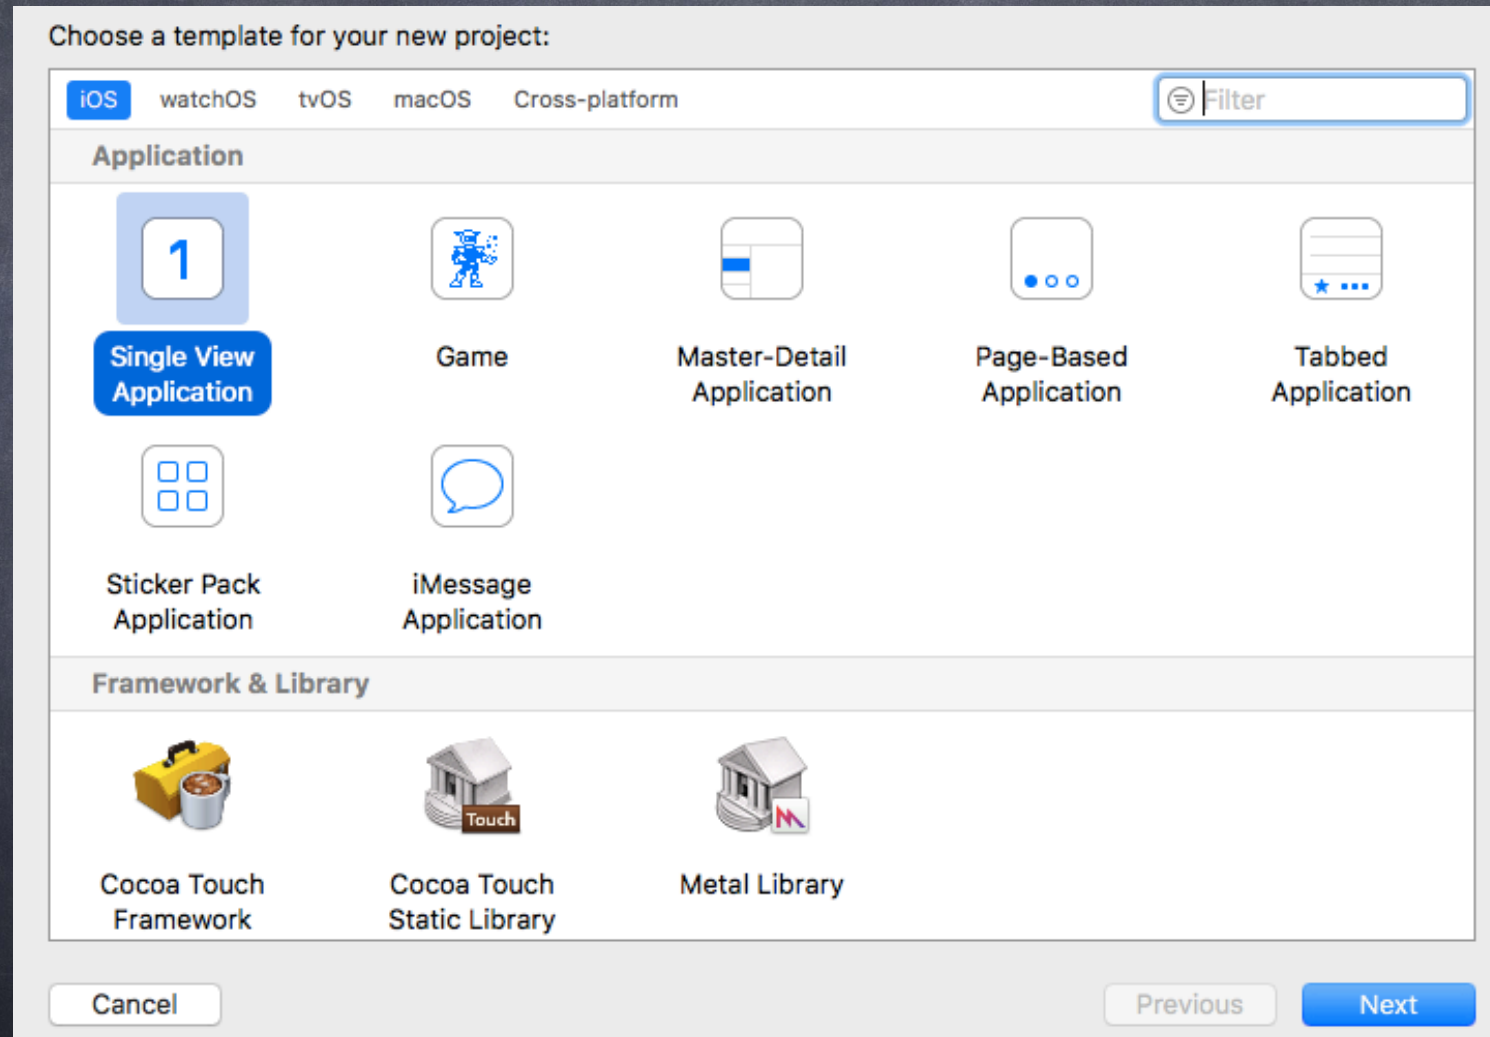 Choose a template for your new project:
iOS watchOS tvOS macOS Cross-platform Filter
Application
1
Single View Application
Game
Master-Detail Application
Page-Based Application
Tabbed Application
Sticker Pack Application
iMessage Application
Framework & Library
Touch
Cocoa Touch Framework
Cocoa Touch Static Library
Metal Library
Cancel Previous Next